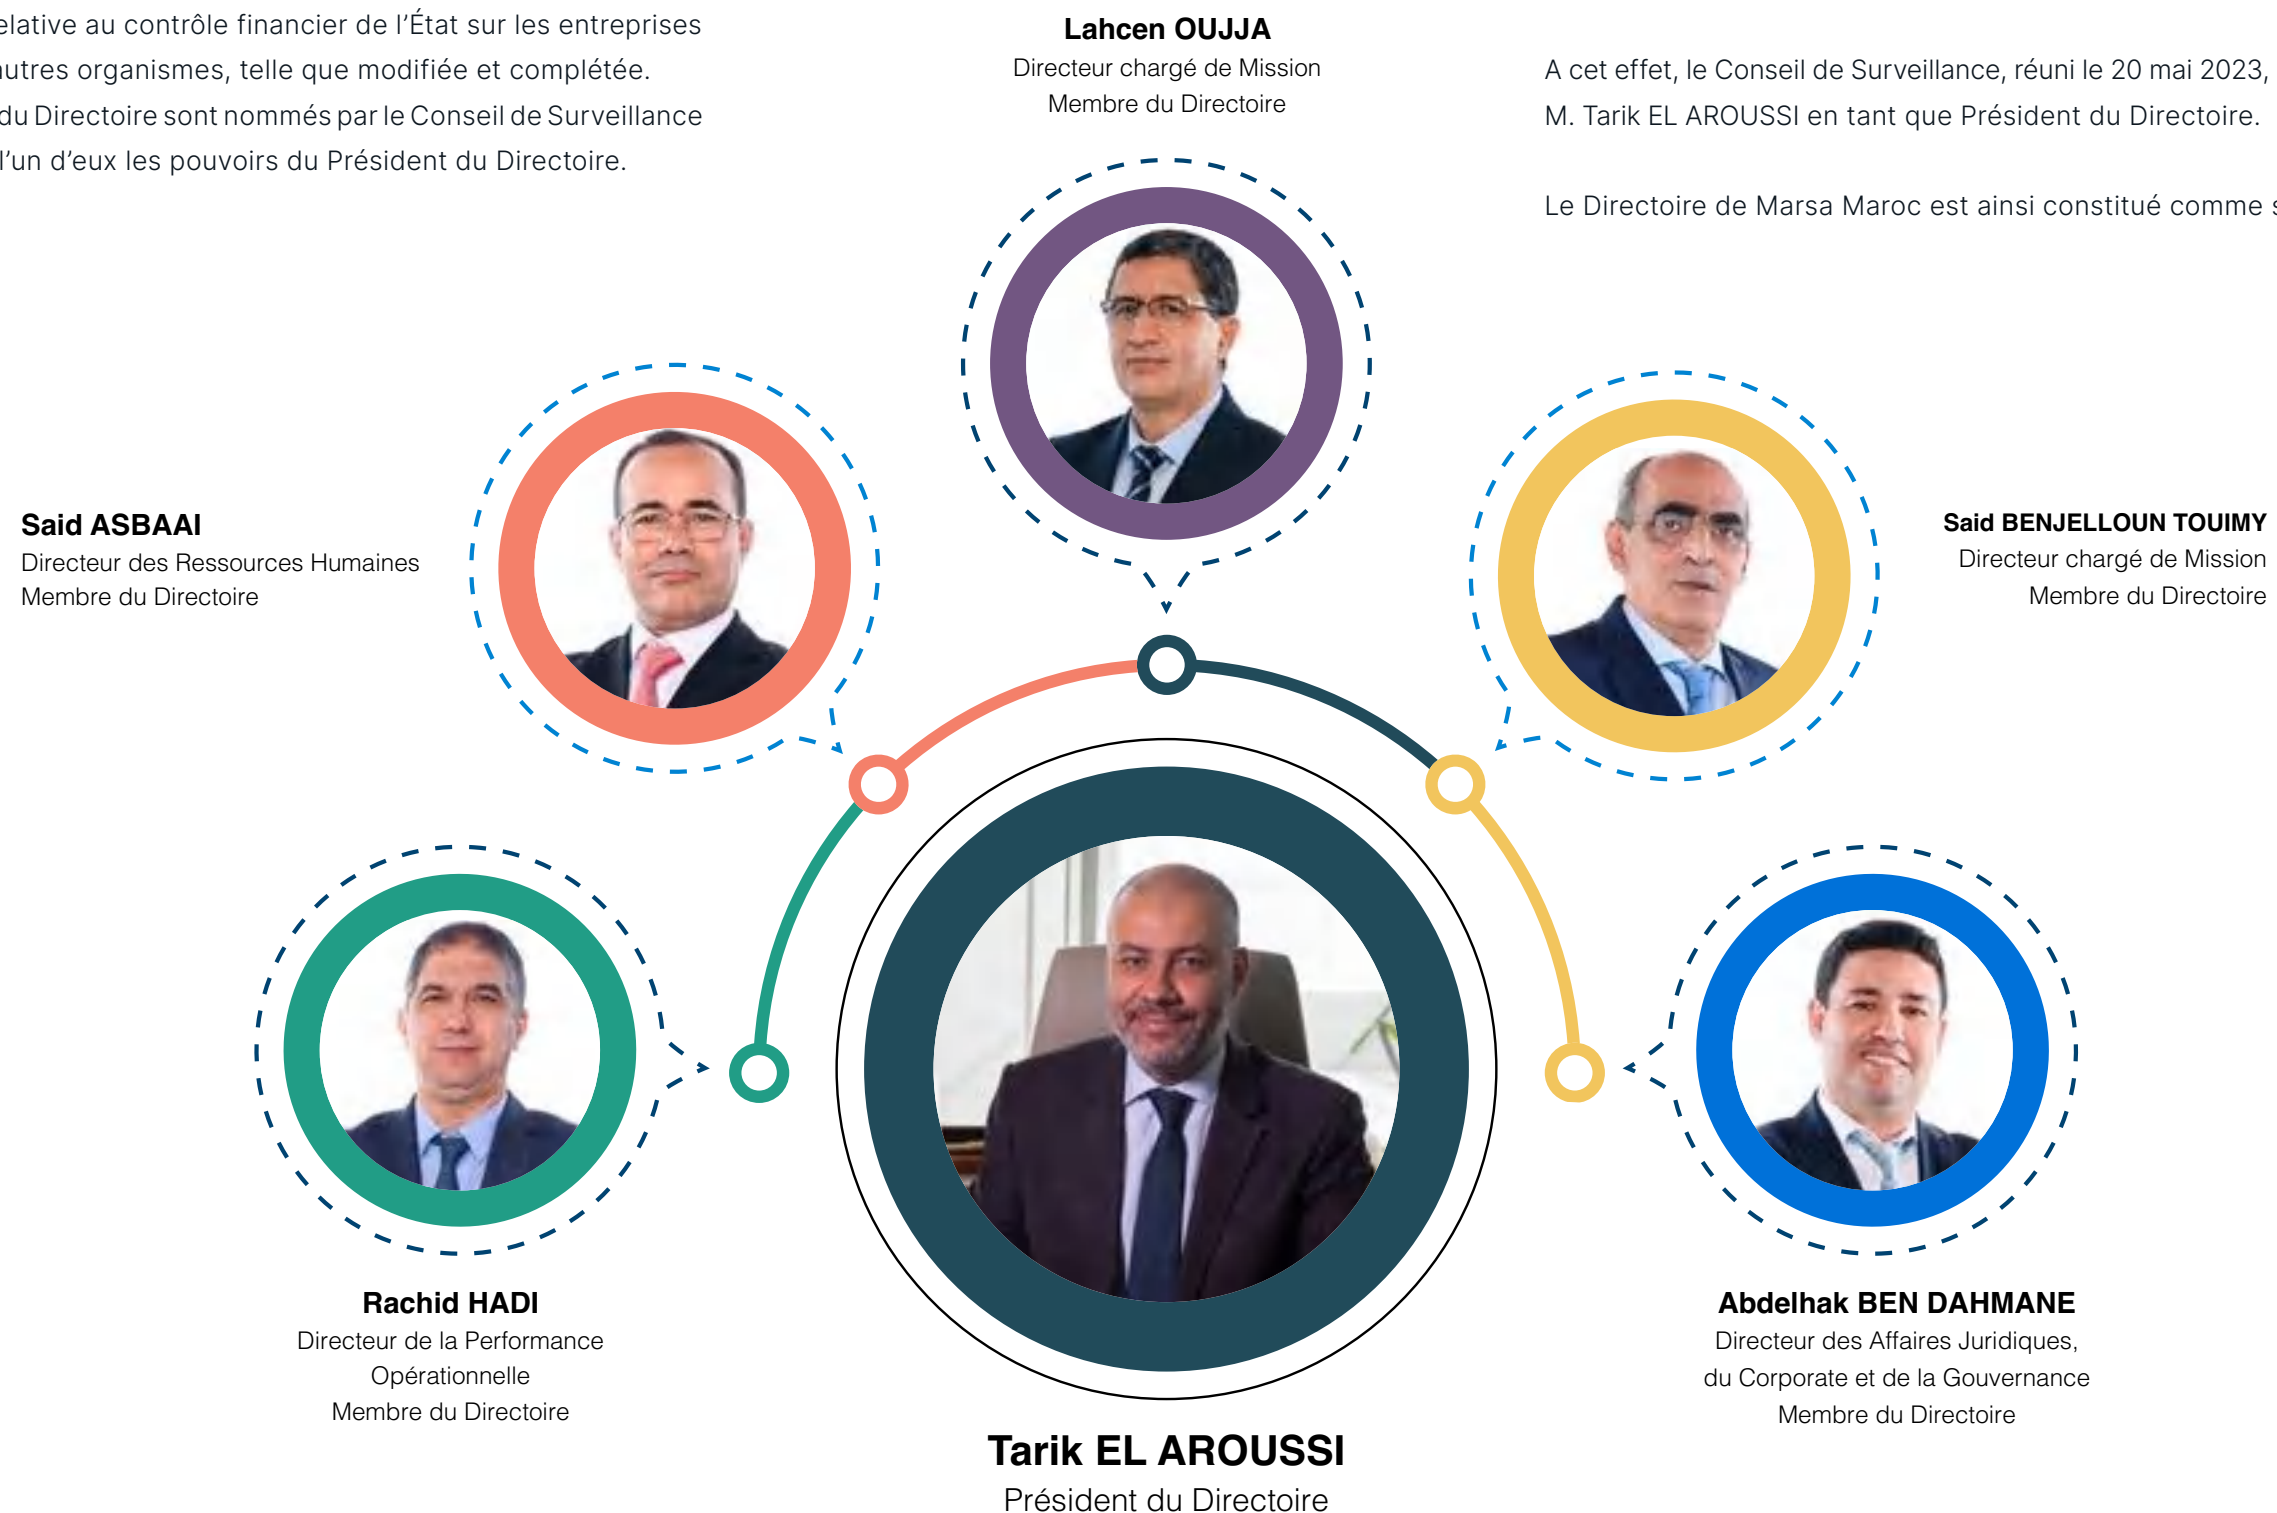 elative au contrôle financier de l’État sur les entreprises
autres organismes, telle que modifiée et complétée.
du Directoire sont nommés par le Conseil de Surveillance
l’un d’eux les pouvoirs du Président du Directoire.
Lahcen OUJJA
Directeur chargé de Mission
Membre du Directoire
A cet effet, le Conseil de Surveillance, réuni le 20 mai 2023,
M. Tarik EL AROUSSI en tant que Président du Directoire.
Le Directoire de Marsa Maroc est ainsi constitué comme s
Said ASBAAI
Directeur des Ressources Humaines
Membre du Directoire
Said BENJELLOUN TOUIMY
Directeur chargé de Mission
Membre du Directoire
Rachid HADI
Directeur de la Performance
Opérationnelle
Membre du Directoire
Abdelhak BEN DAHMANE
Directeur des Affaires Juridiques,
du Corporate et de la Gouvernance
Membre du Directoire
Tarik EL AROUSSI
Président du Directoire